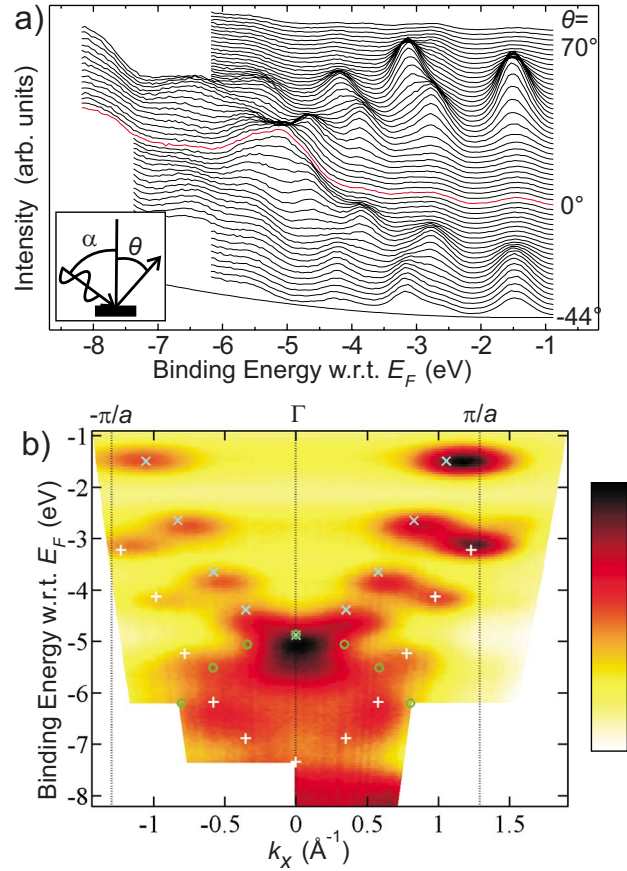 a)
θ=
70°
0°
-44°
Intensity (arb. units)
α
θ
-8
-7
-6
-5
-4
-3
-2
-1
Binding Energy w.r.t. E_F (eV)
b)
-π/a
Γ
π/a
-1
-2
-3
-4
-5
-6
-7
-8
Binding Energy w.r.t. E_F (eV)
-1
-0.5
0
0.5
1
1.5
k_x (Å⁻¹)